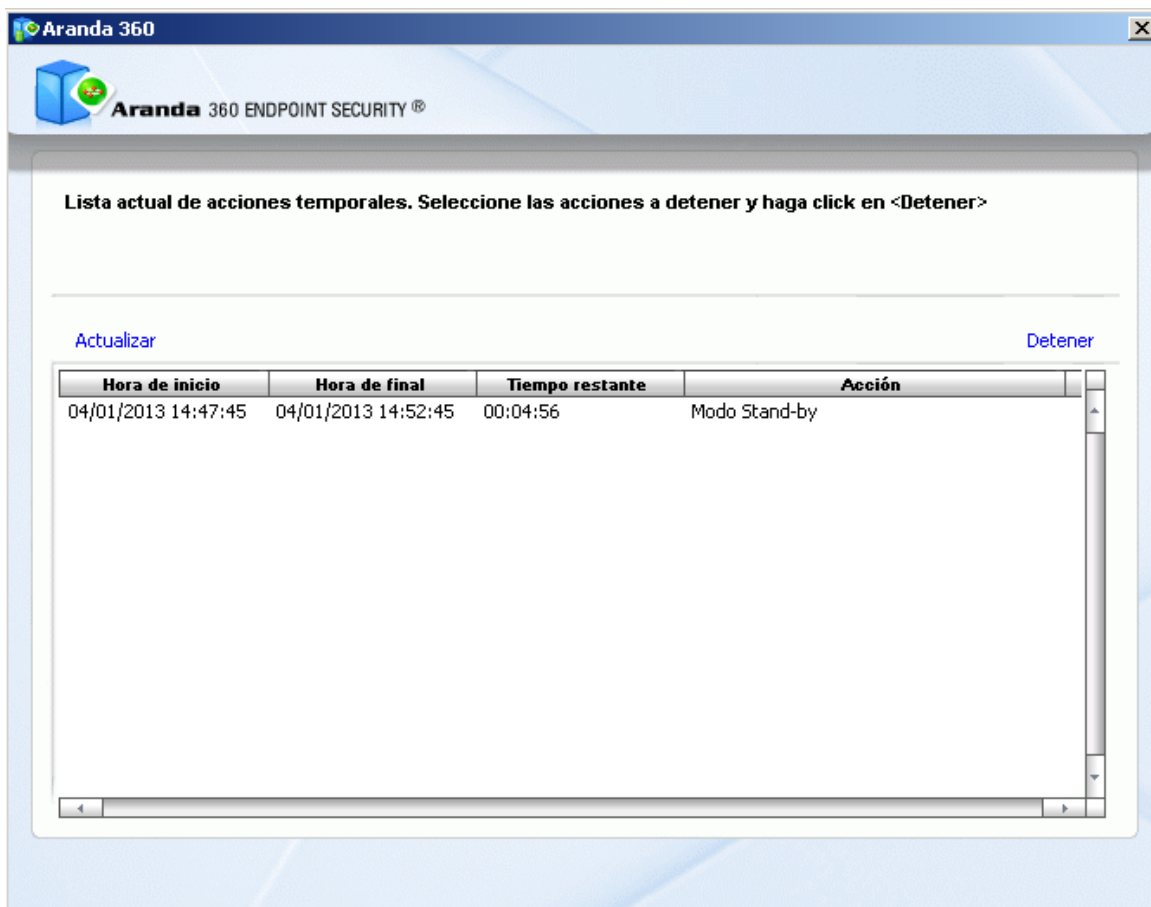 Aranda 360
Aranda 360 ENDPOINT SECURITY ®
Lista actual de acciones temporales. Seleccione las acciones a detener y haga click en <Detener>
Actualizar Detener
Hora de inicio Hora de final Tiempo restante Acción
04/01/2013 14:47:45 04/01/2013 14:52:45 00:04:56 Modo Stand-by